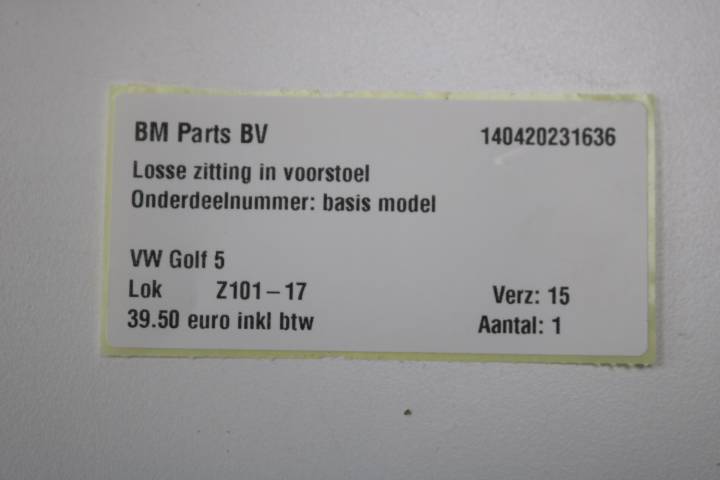 BM Parts BV 140420231636
Losse zitting in voorstoel
Onderdeelnummer: basis model
VW Golf 5
Lok Z101-17 Verz: 15
39.50 euro inkl btw Aantal: 1